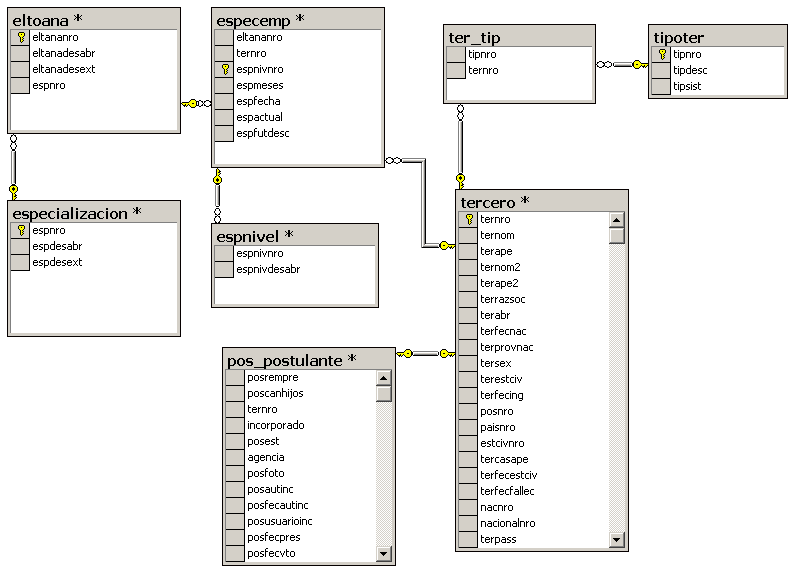 eltoana *
eltananro
eltanadesabr
eltanadesext
espnro
especemp *
eltananro
ternro
espnivnro
espmeses
espfecha
espactual
espfutdesc
ter_tip
tipnro
ternro
tipoter
tipnro
tipdesc
tipsist
especializacion *
espnro
espdesabr
espdesext
espnivel *
espnivnro
espnivdesabr
tercero *
ternro
ternom
terape
ternom2
terape2
terrazsoc
terabr
terfecnac
terprovnac
tersex
terestciv
terfecing
posnro
paisnro
estcivnro
tercasape
terfecestciv
terfecfallec
nacnro
nacionalnro
terpass
pos_postulante *
posrempre
poscanhijos
ternro
incorporado
posest
agencia
posfoto
posautinc
posfecautinc
posusuarioinc
posfecpres
posfecvto